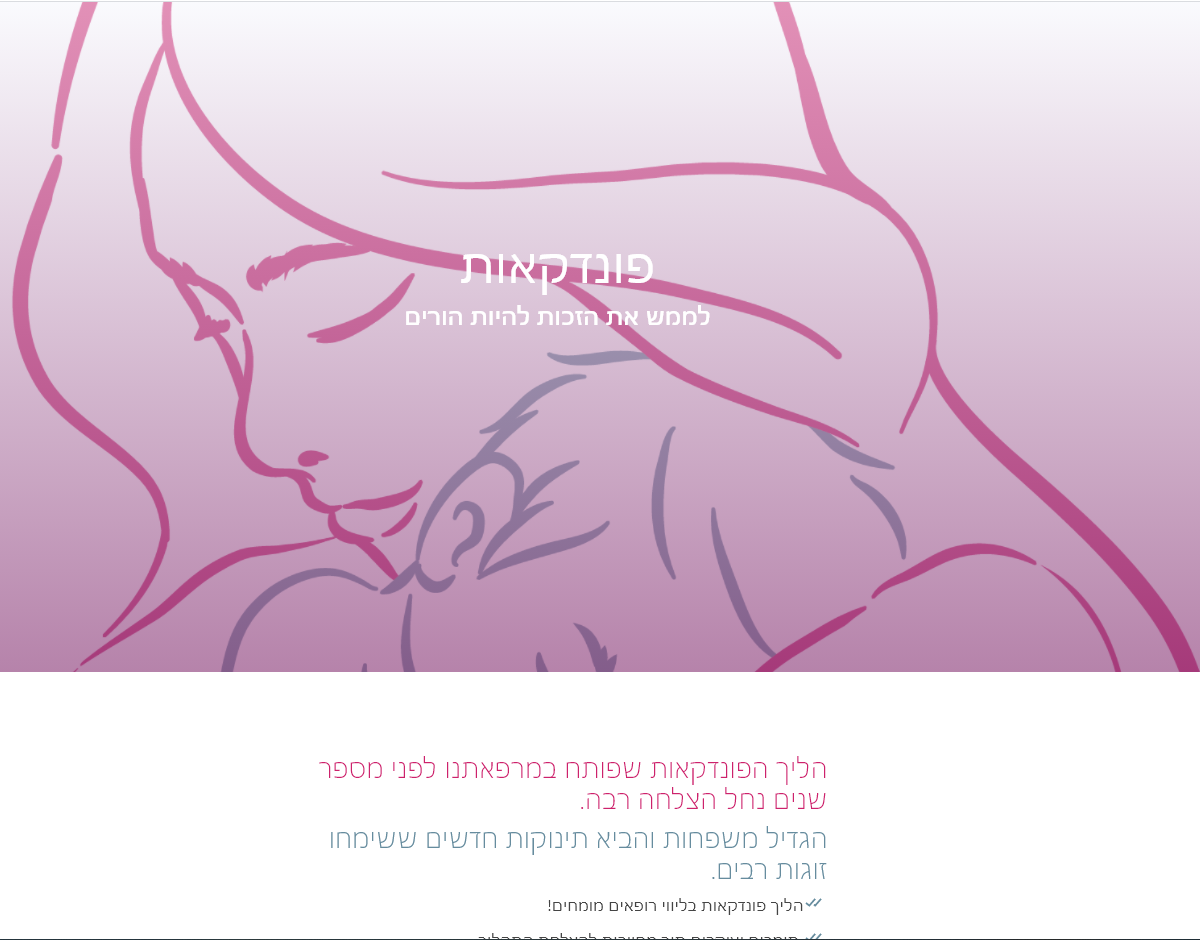 פונדקאות
לממש את הזכות להיות הורים
הליך הפונדקאות שפותח במרפאתנו לפני מספר
שנים נחל הצלחה רבה.
הגדיל משפחות והביא תינוקות חדשים ששימחו
זוגות רבים.
הליך פונדקאות בליווי רופאים מומחים!